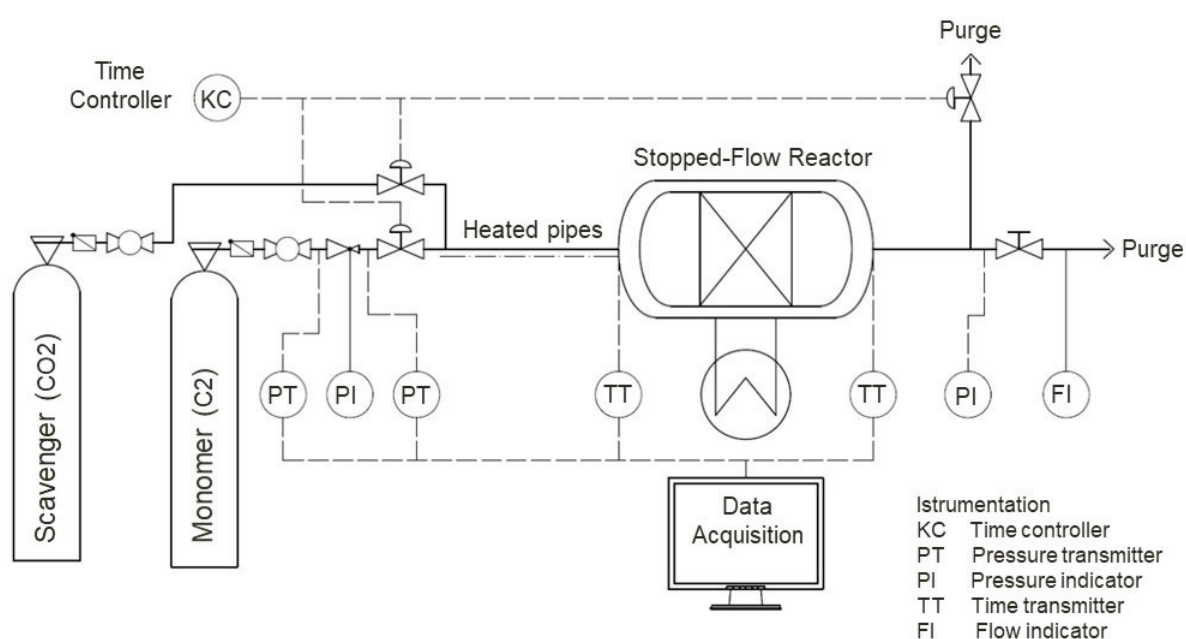 Purge
Time
Controller
KC
Stopped-Flow Reactor
Heated pipes
Purge
Scavenger (CO2)
Monomer (C2)
PT
PI
PT
TT
TT
PI
FI
Data
Acquisition
Istrumentation
KC Time controller
PT Pressure transmitter
PI Pressure indicator
TT Time transmitter
FI Flow indicator